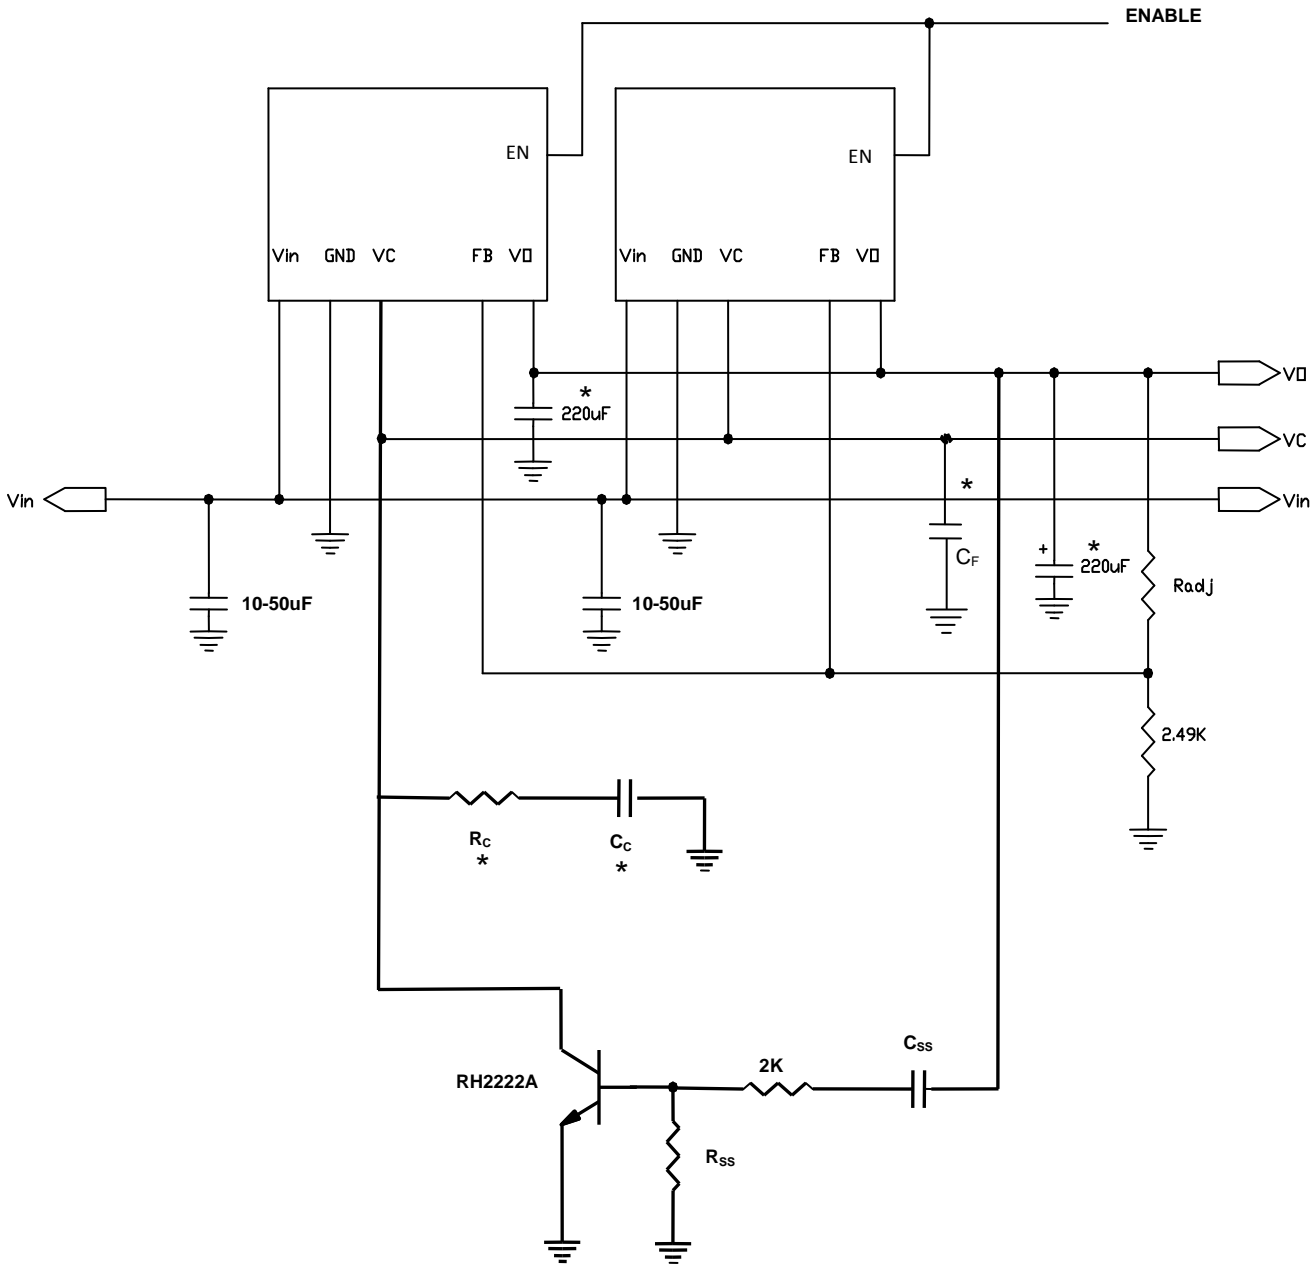 ENABLE
EN
EN
Vin GND VC FB VO
Vin GND VC FB VO
VO
*
220uF
VC
*
Vin
Vin
CF
+
*
220uF
Radj
10-50uF
10-50uF
2.49K
RC
*
CC
*
CSS
2K
RH2222A
RSS